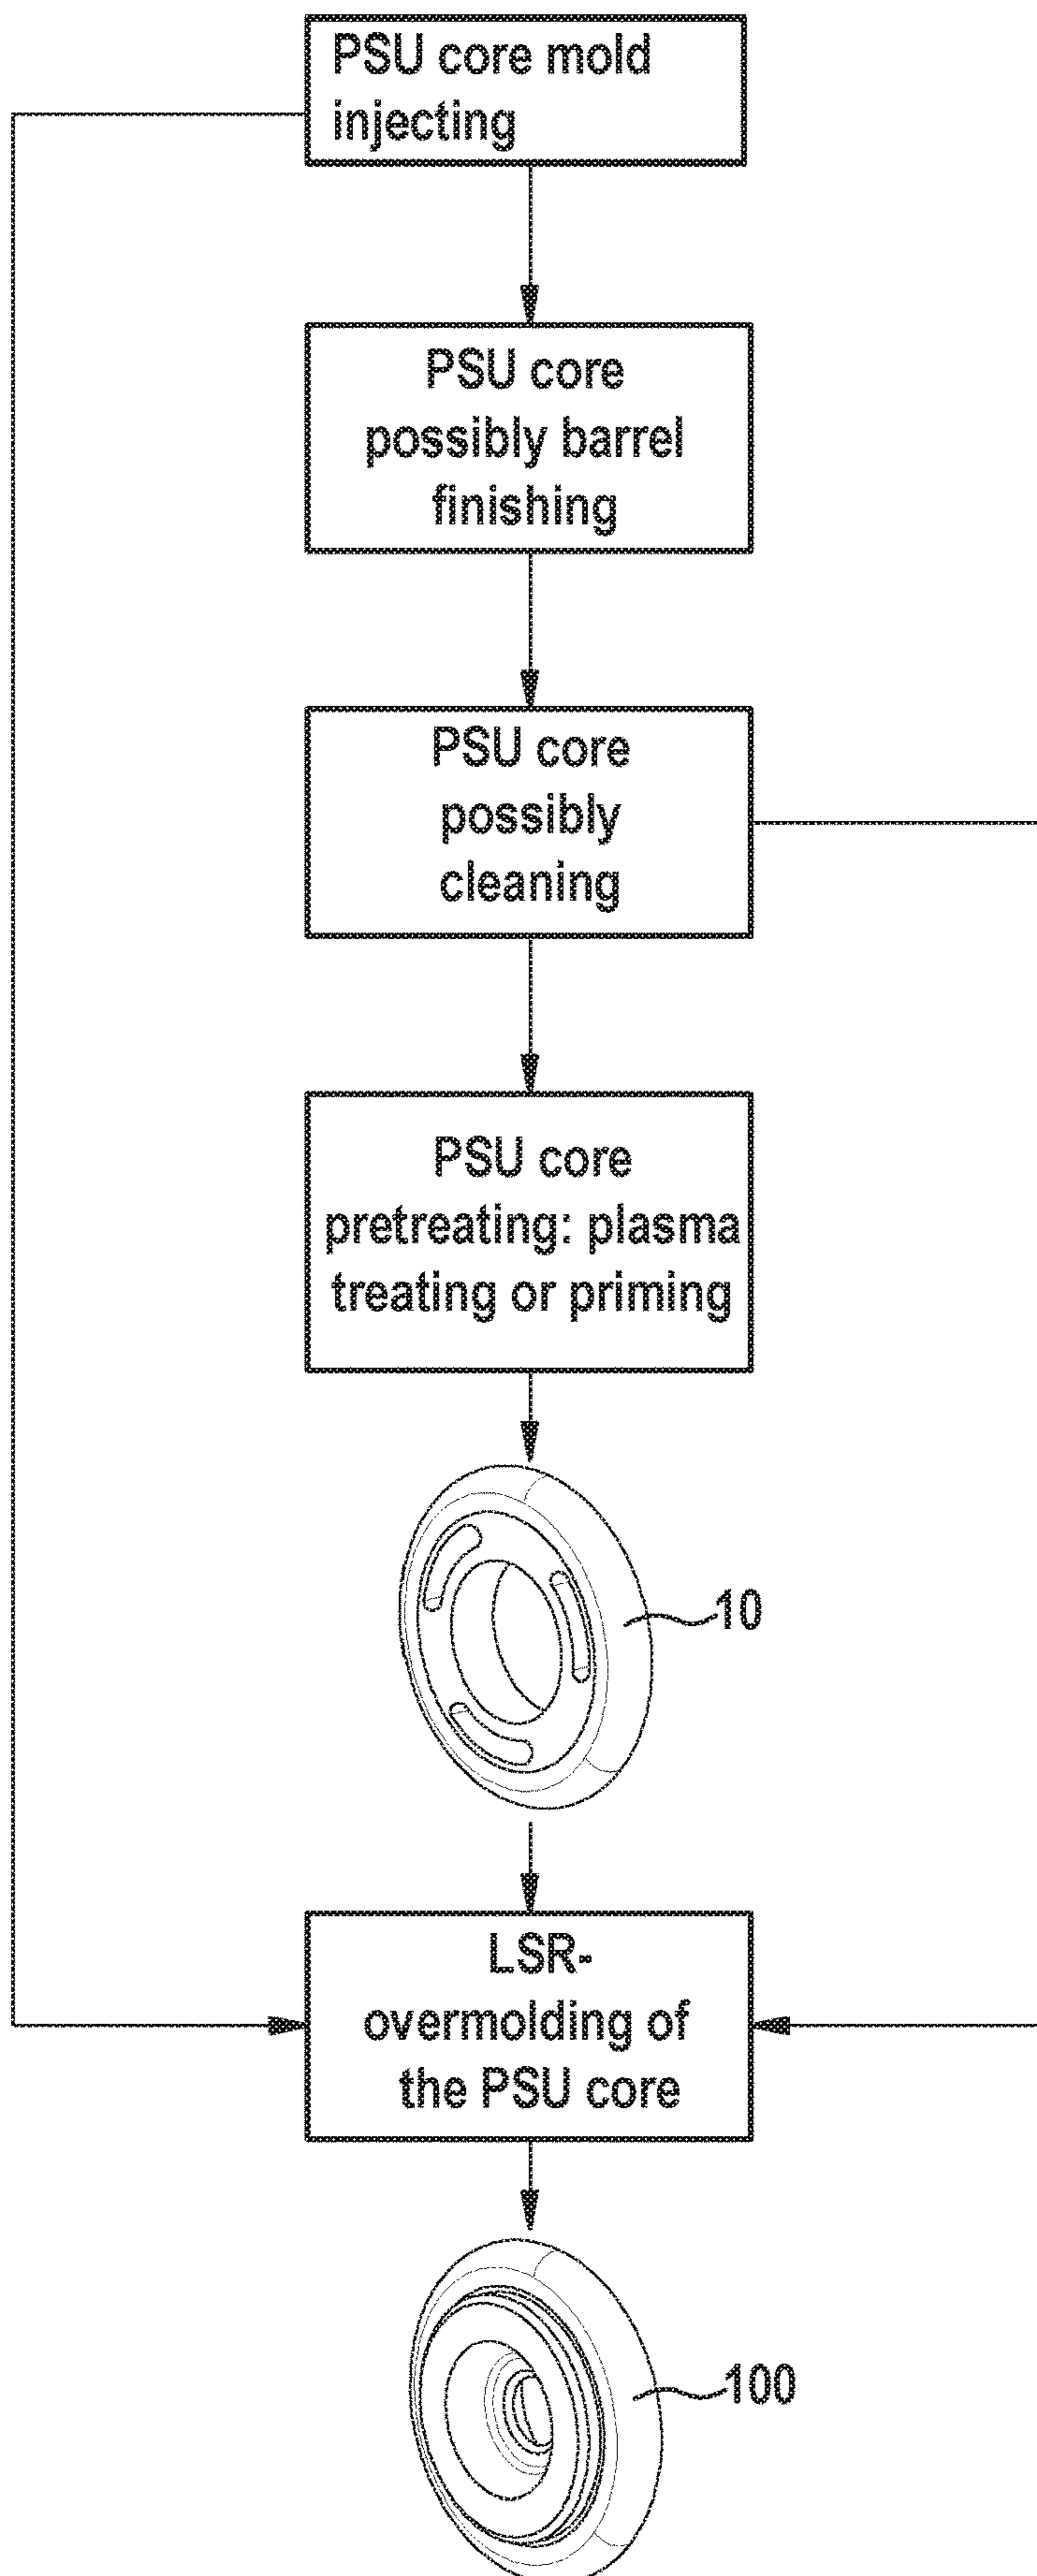 PSU core mold
injecting
PSU core
possibly barrel
finishing
PSU core
possibly
cleaning
PSU core
pretreating: plasma
treating or priming
10
LSR-
overmolding of
the PSU core
100